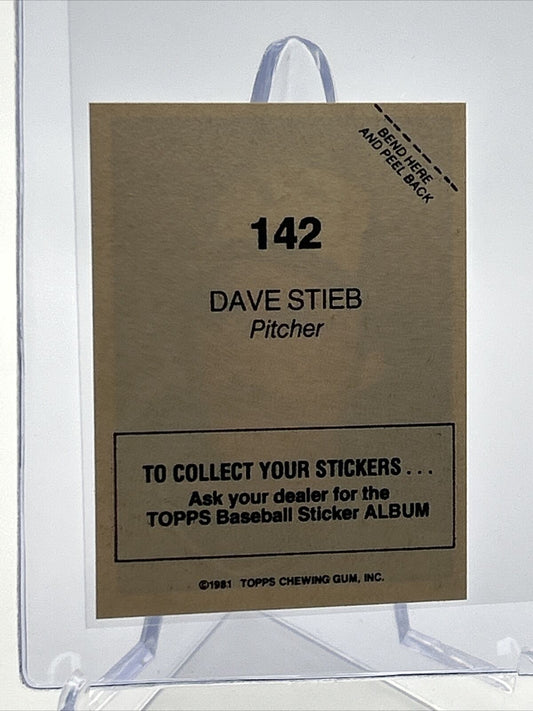 BEND HERE
AND PEEL BACK
142
DAVE STIEB
Pitcher
TO COLLECT YOUR STICKERS...
Ask your dealer for the
TOPPS Baseball Sticker ALBUM
©1981 TOPPS CHEWING GUM, INC.